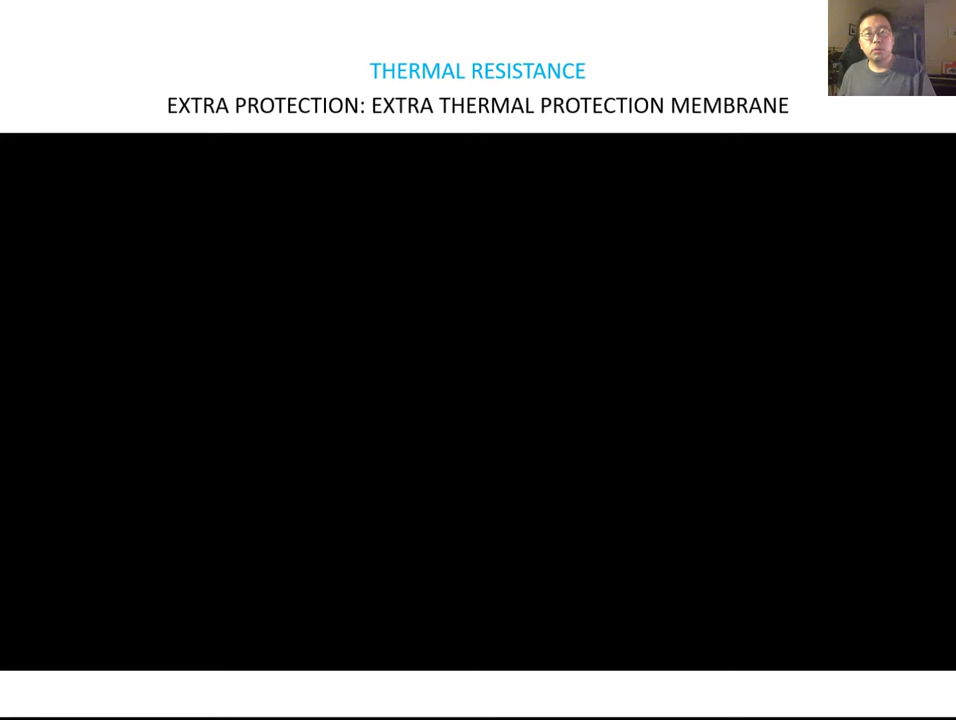 THERMAL RESISTANCE
EXTRA PROTECTION: EXTRA THERMAL PROTECTION MEMBRANE